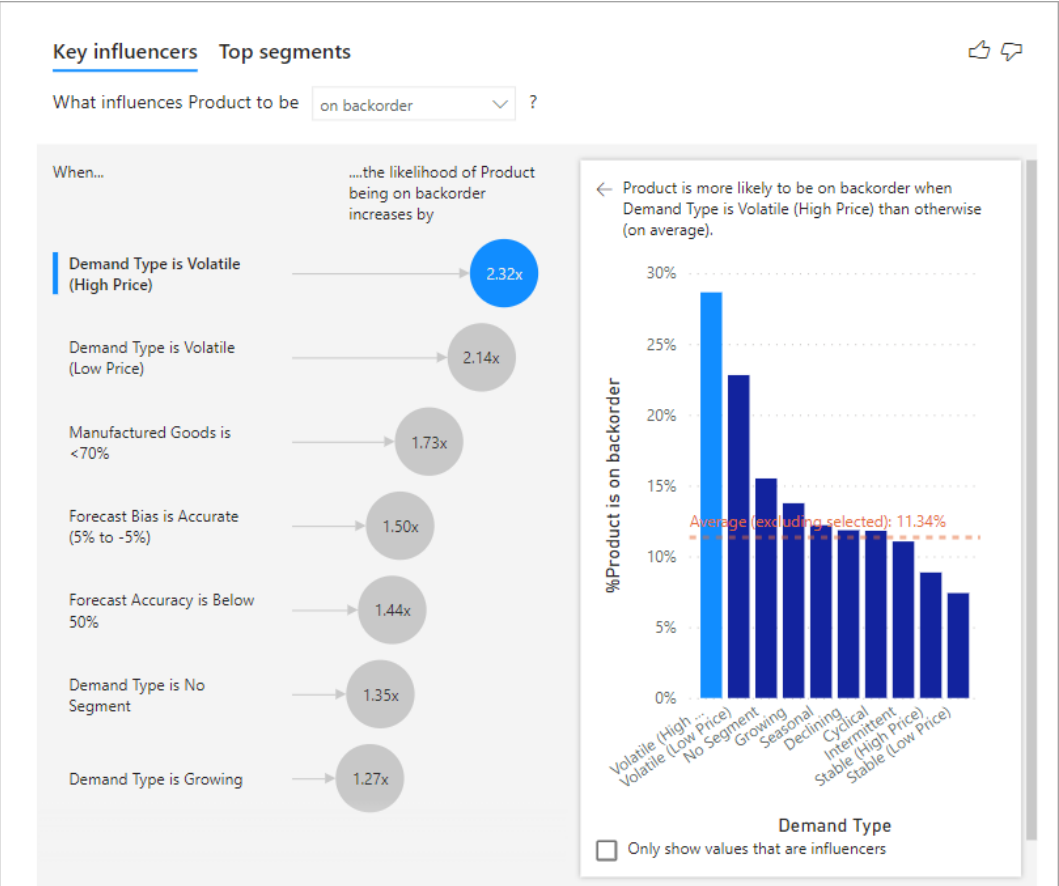 Key influencers Top segments
What influences Product to be on backorder ?
When...
....the likelihood of Product
being on backorder
increases by
Demand Type is Volatile
(High Price)
2.32x
Demand Type is Volatile
(Low Price)
2.14x
Manufactured Goods is
<70%
1.73x
Forecast Bias is Accurate
(5% to -5%)
1.50x
Forecast Accuracy is Below
50%
1.44x
Demand Type is No
Segment
1.35x
Demand Type is Growing
1.27x
Product is more likely to be on backorder when
Demand Type is Volatile (High Price) than otherwise
(on average).
%Product is on backorder
30%
25%
20%
15%
10%
5%
0%
Average (excluding selected): 11.34%
Volatile (High ...
Volatile (Low Price)
No Segment
Growing
Seasonal
Declining
Cyclical
Intermittent
Stable (High Price)
Stable (Low Price)
Demand Type
Only show values that are influencers